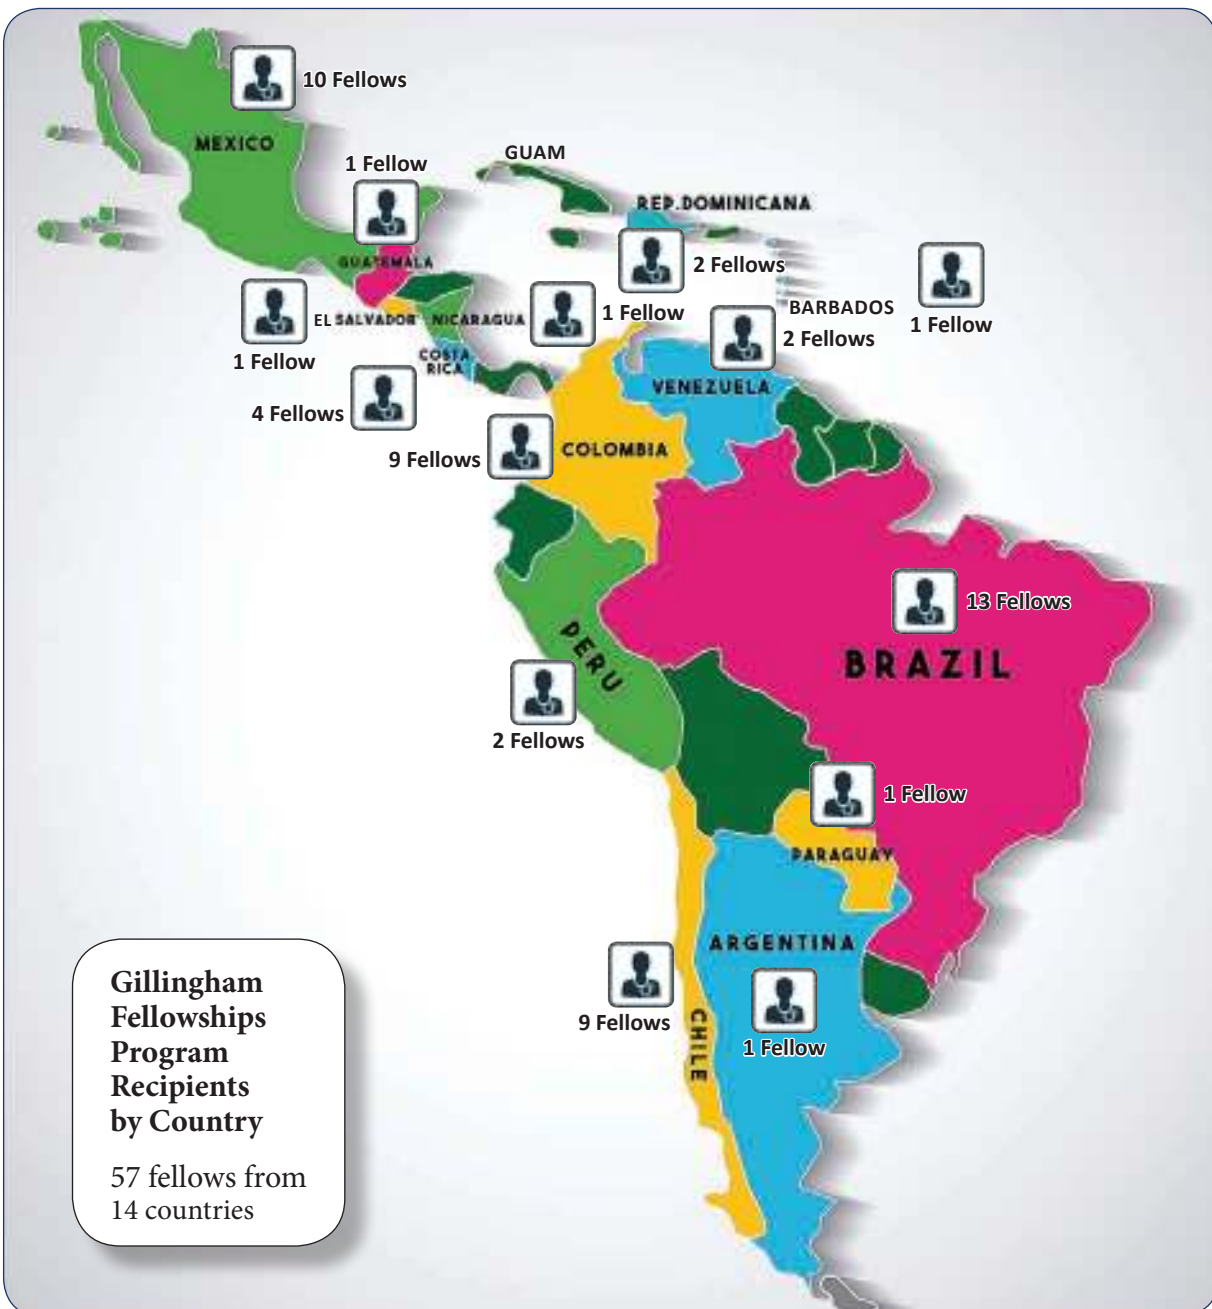 10 Fellows
MEXICO
GUAM
1 Fellow
REP.DOMINICANA
GUATEMALA
2 Fellows
EL SALVADOR
NICARAGUA
1 Fellow
BARBADOS
1 Fellow
2 Fellows
1 Fellow
COSTA
RICA
VENEZUELA
4 Fellows
COLOMBIA
9 Fellows
13 Fellows
BRAZIL
PERU
2 Fellows
1 Fellow
PARAGUAY
ARGENTINA
9 Fellows
CHILE
1 Fellow
Gillingham
Fellowships
Program
Recipients
by Country
57 fellows from
14 countries